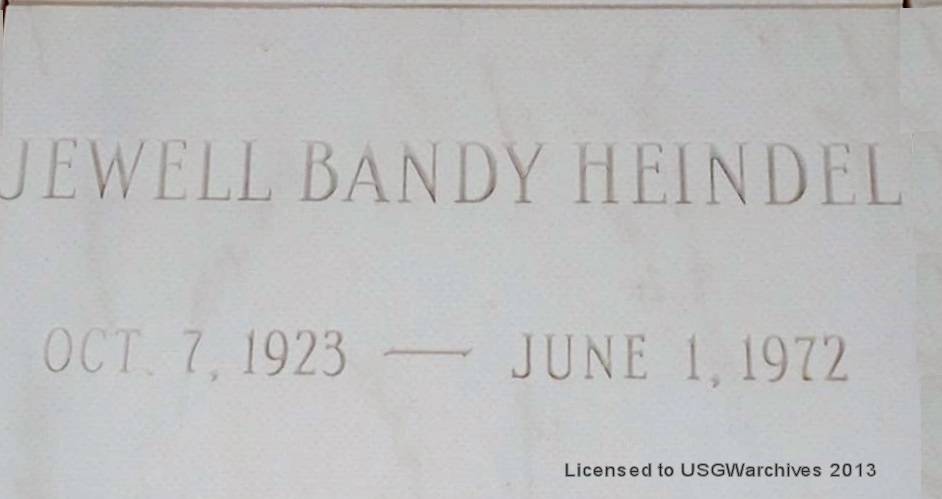 JEWELL BANDY HEINDEL
OCT. 7, 1923 — JUNE 1, 1972
Licensed to USGWarchives 2013